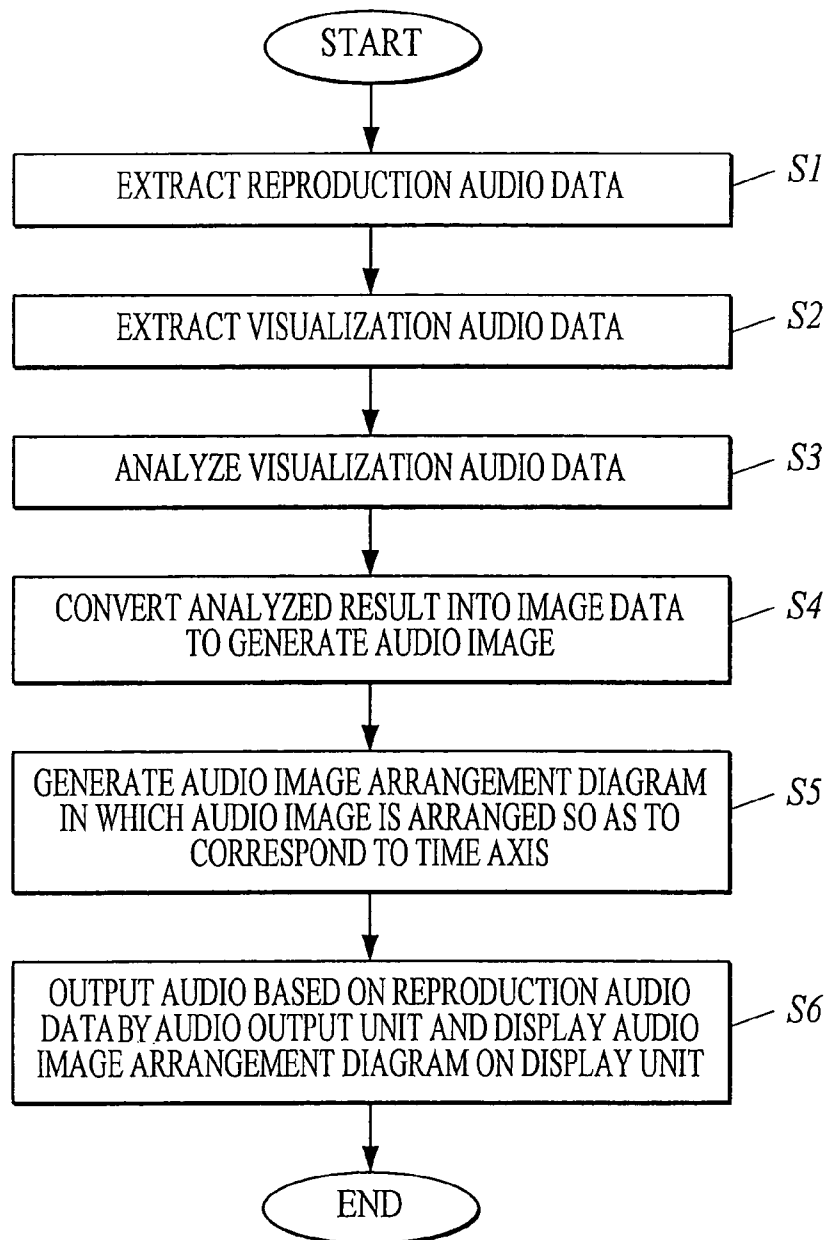 START
EXTRACT REPRODUCTION AUDIO DATA
S1
EXTRACT VISUALIZATION AUDIO DATA
S2
ANALYZE VISUALIZATION AUDIO DATA
S3
CONVERT ANALYZED RESULT INTO IMAGE DATA
TO GENERATE AUDIO IMAGE
S4
GENERATE AUDIO IMAGE ARRANGEMENT DIAGRAM
IN WHICH AUDIO IMAGE IS ARRANGED SO AS TO
CORRESPOND TO TIME AXIS
S5
OUTPUT AUDIO BASED ON REPRODUCTION AUDIO
DATA BY AUDIO OUTPUT UNIT AND DISPLAY AUDIO
IMAGE ARRANGEMENT DIAGRAM ON DISPLAY UNIT
S6
END